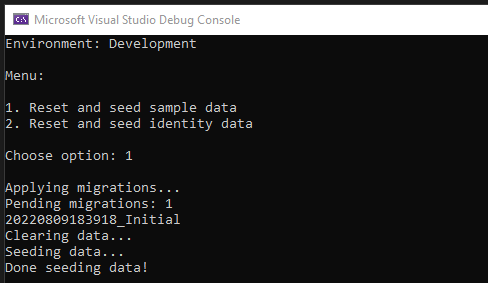 C:\ Microsoft Visual Studio Debug Console
Environment: Development
Menu:
1. Reset and seed sample data
2. Reset and seed identity data
Choose option: 1
Applying migrations...
Pending migrations: 1
20220809183918_Initial
Clearing data...
Seeding data...
Done seeding data!